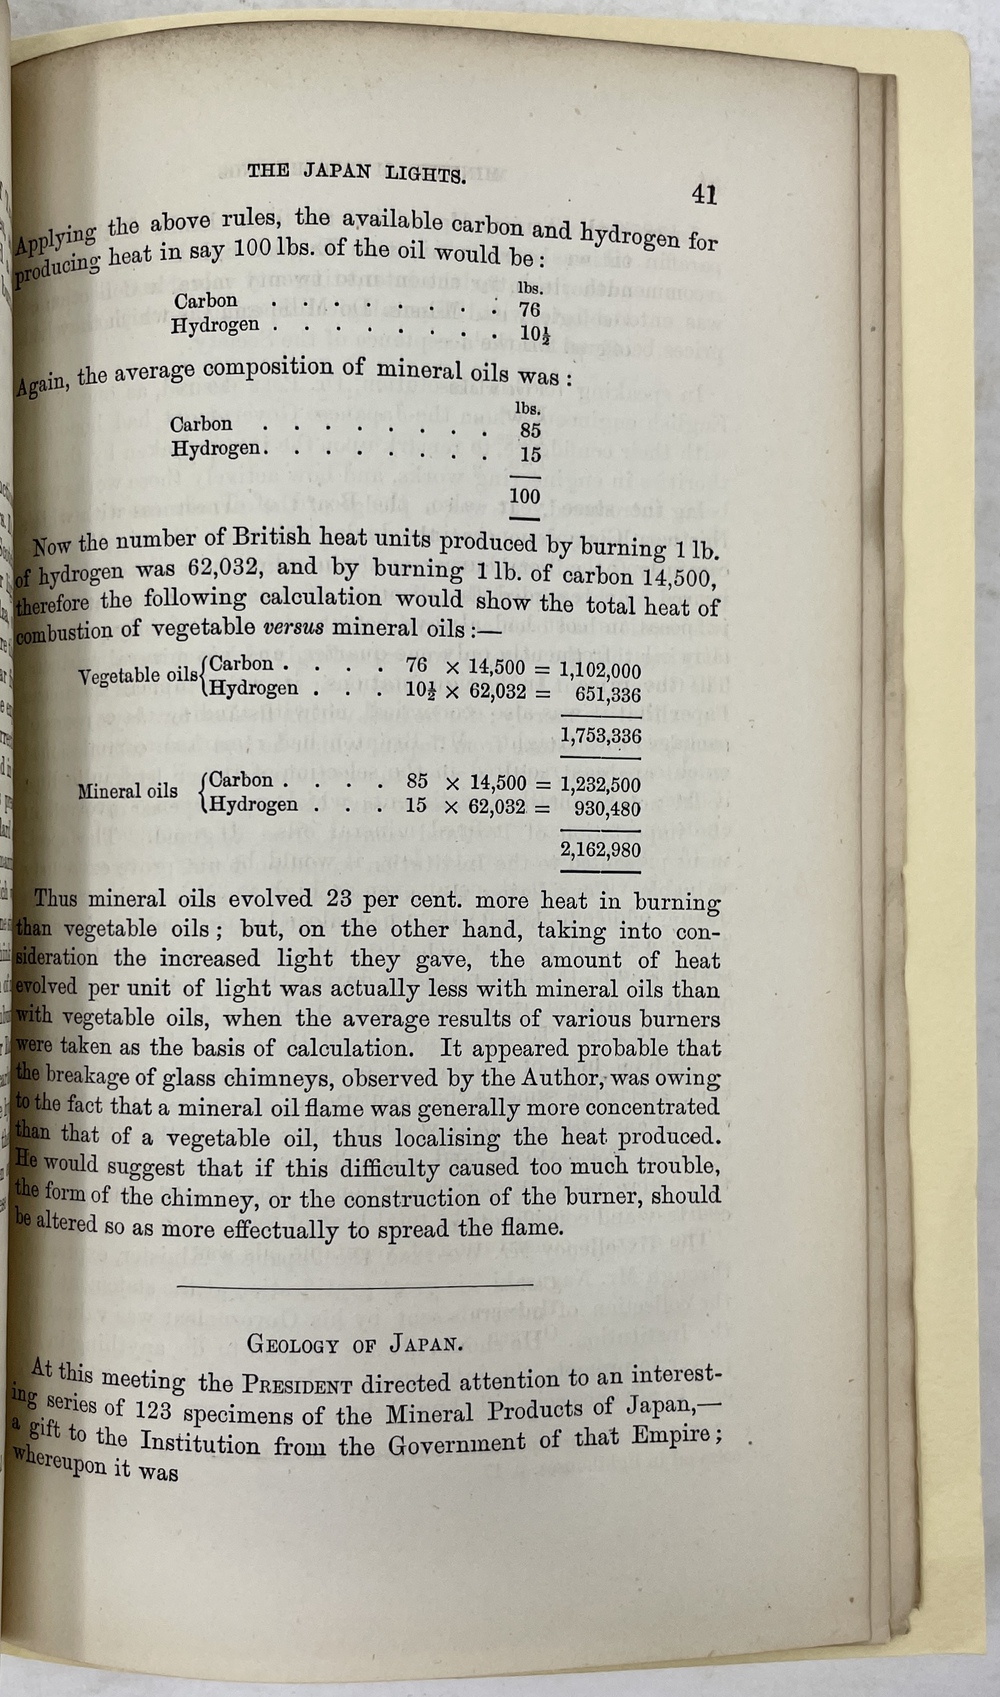 THE JAPAN LIGHTS.
41
Applying the above rules, the available carbon and hydrogen for
producing heat in say 100 lbs. of the oil would be :
lbs.
Carbon . . . . . . . . 76
Hydrogen . . . . . . . . 10½
Again, the average composition of mineral oils was :
lbs.
Carbon . . . . . . . . 85
Hydrogen . . . . . . . . 15
100
Now the number of British heat units produced by burning 1 lb.
of hydrogen was 62,032, and by burning 1 lb. of carbon 14,500,
therefore the following calculation would show the total heat of
combustion of vegetable versus mineral oils :—
Vegetable oils {Carbon . . . . 76 × 14,500 = 1,102,000
Hydrogen . . . 10½ × 62,032 = 651,336
1,753,336
Mineral oils {Carbon . . . . 85 × 14,500 = 1,232,500
Hydrogen . . . 15 × 62,032 = 930,480
2,162,980
Thus mineral oils evolved 23 per cent. more heat in burning
than vegetable oils ; but, on the other hand, taking into con-
sideration the increased light they gave, the amount of heat
evolved per unit of light was actually less with mineral oils than
with vegetable oils, when the average results of various burners
were taken as the basis of calculation. It appeared probable that
the breakage of glass chimneys, observed by the Author, was owing
to the fact that a mineral oil flame was generally more concentrated
than that of a vegetable oil, thus localising the heat produced.
He would suggest that if this difficulty caused too much trouble,
the form of the chimney, or the construction of the burner, should
be altered so as more effectually to spread the flame.
GEOLOGY OF JAPAN.
At this meeting the PRESIDENT directed attention to an interest-
ing series of 123 specimens of the Mineral Products of Japan,—
a gift to the Institution from the Government of that Empire ;
whereupon it was